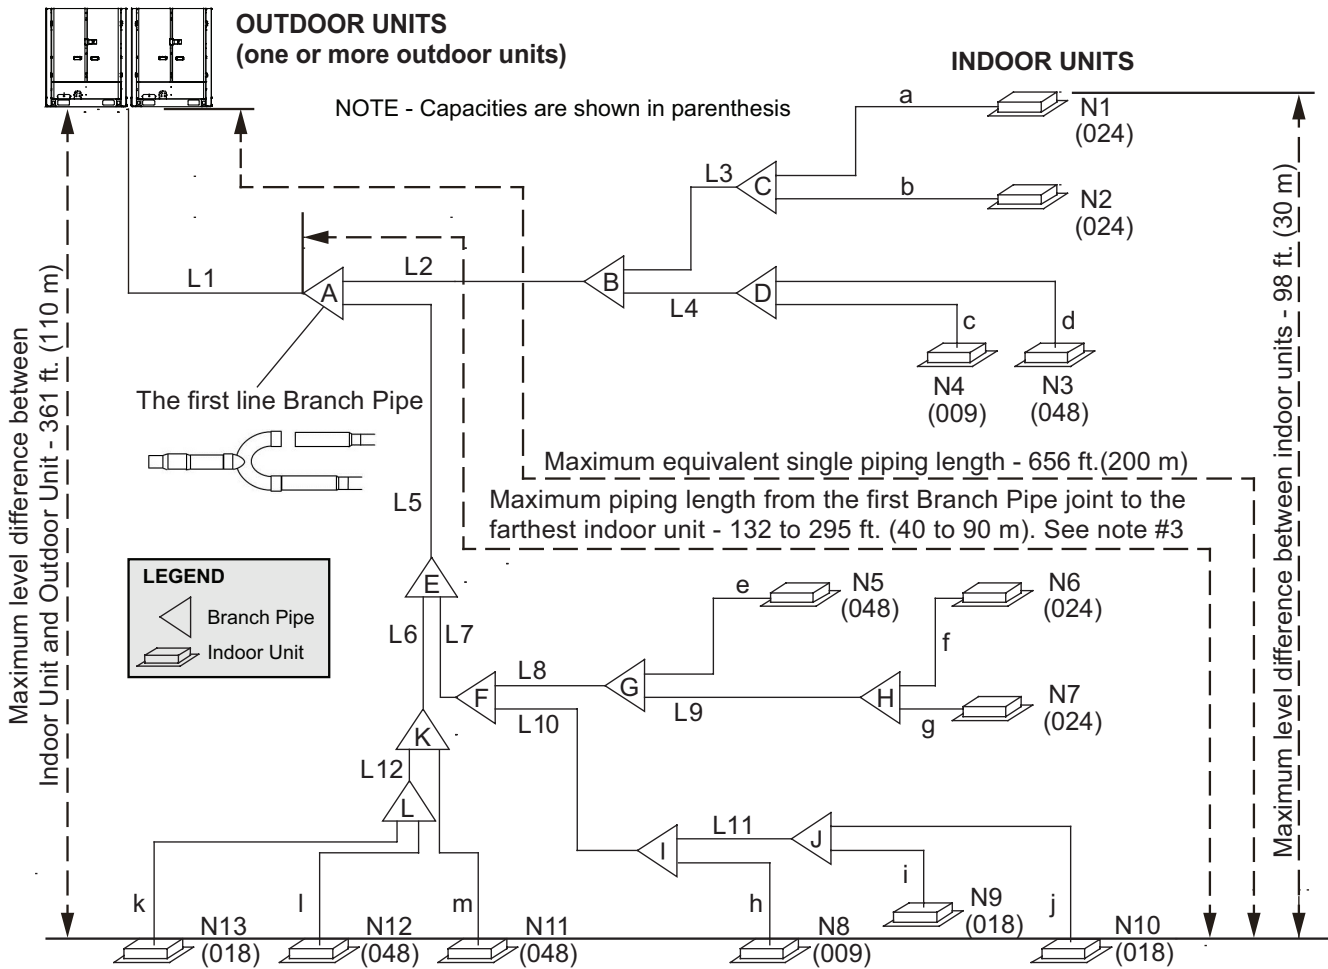 OUTDOOR UNITS
(one or more outdoor units)
INDOOR UNITS
NOTE - Capacities are shown in parenthesis
a
N1
(024)
L3
C
b
N2
(024)
L1
A
L2
B
L4
D
c
d
N4
(009)
N3
(048)
The first line Branch Pipe
Maximum equivalent single piping length - 656 ft.(200 m)
Maximum piping length from the first Branch Pipe joint to the
farthest indoor unit - 132 to 295 ft. (40 to 90 m). See note #3
L5
LEGEND
Branch Pipe
Indoor Unit
E
L6
L7
e
N5
(048)
N6
(024)
f
L8
G
F
L9
H
L10
g
N7
(024)
K
L12
L
L11
J
I
i
N9
(018)
k
l
m
h
j
N13
(018)
N12
(048)
N11
(048)
N8
(009)
N10
(018)
Maximum level difference between
Indoor Unit and Outdoor Unit - 361 ft. (110 m)
Maximum level difference between indoor units - 98 ft. (30 m)